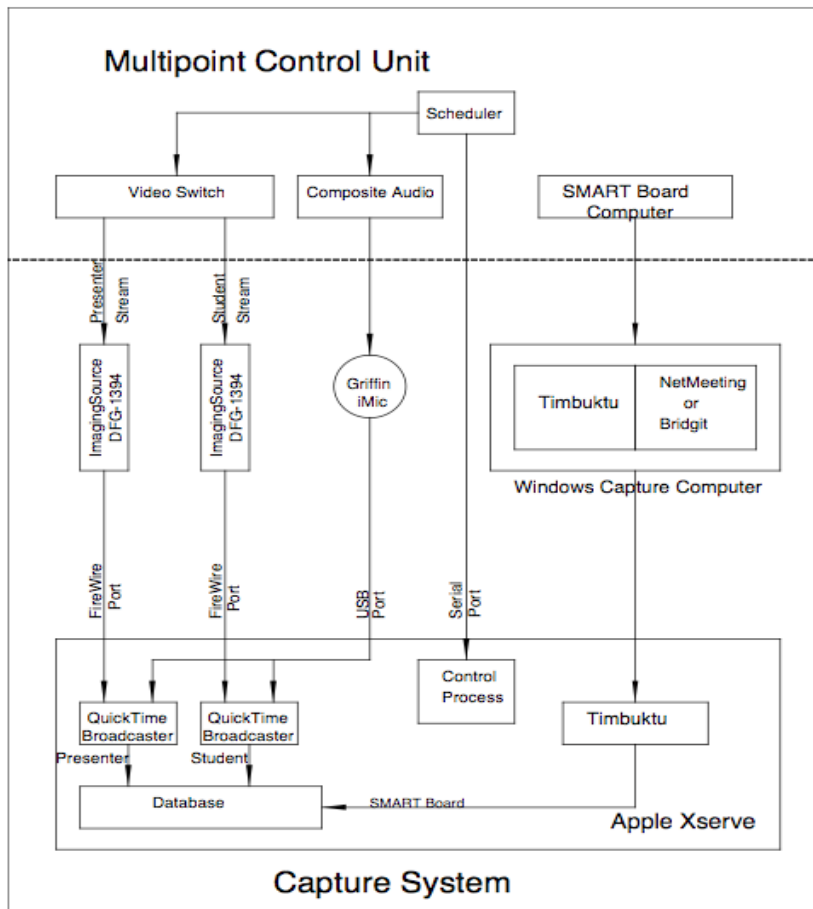 Multipoint Control Unit
Scheduler
Video Switch
Composite Audio
SMART Board
Computer
Presenter
Stream
Student
Stream
ImagingSource
DFG-1394
ImagingSource
DFG-1394
Griffin
iMic
Timbuktu
NetMeeting
or
Bridgit
Windows Capture Computer
FireWire
Port
FireWire
Port
USB
Port
Serial
Port
Control
Process
QuickTime
Broadcaster
QuickTime
Broadcaster
Timbuktu
Presenter
Student
Database
SMART Board
Apple Xserve
Capture System